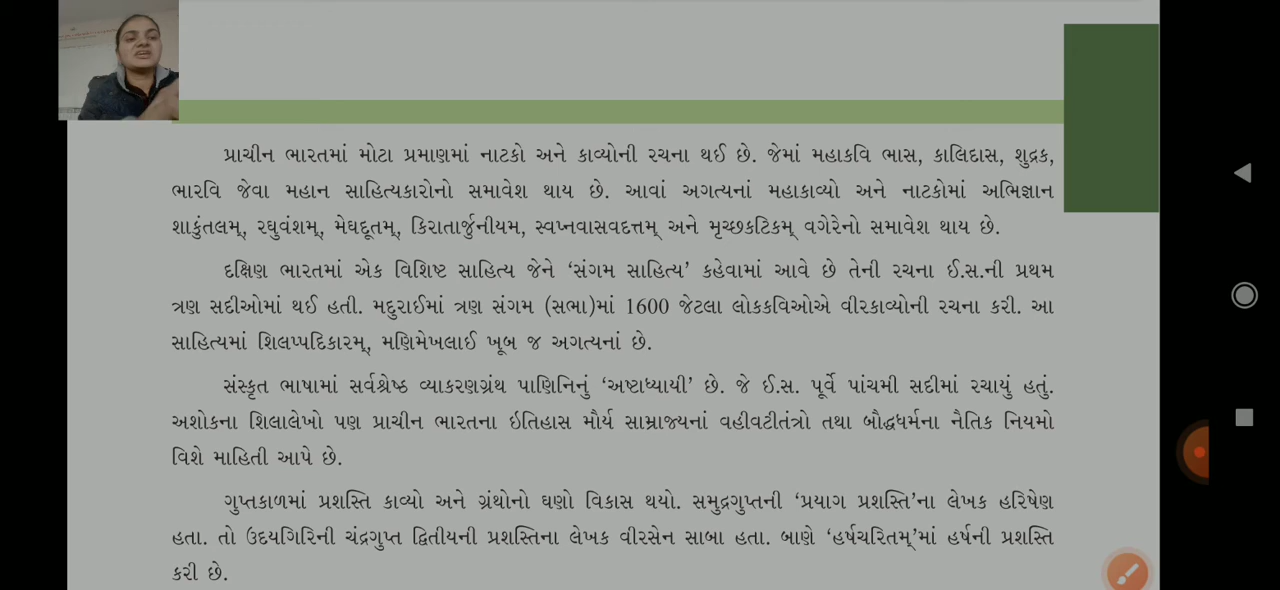 પ્રાચીન ભારતમાં મોટા પ્રમાણમાં નાટકો અને કાવ્યોની રચના થઈ છે. જેમાં મહાકવિ ભાસ, કાલિદાસ, શુદ્રક,
ભારવિ જેવા મહાન સાહિત્યકારોનો સમાવેશ થાય છે. આવાં અગત્યનાં મહાકાવ્યો અને નાટકોમાં અભિજ્ઞાન
શાકુંતલમ્, રઘુવંશમ્, મેઘદૂતમ્, કિરાતાર્જુનીયમ, સ્વપ્નવાસવદત્તમ્ અને મૃચ્છકટિકમ્ વગેરેનો સમાવેશ થાય છે.
દક્ષિણ ભારતમાં એક વિશિષ્ટ સાહિત્ય જેને ‘સંગમ સાહિત્ય’ કહેવામાં આવે છે તેની રચના ઈ.સ.ની પ્રથમ
ત્રણ સદીઓમાં થઈ હતી. મદુરાઈમાં ત્રણ સંગમ (સભા)માં 1600 જેટલા લોકકવિઓએ વીરકાવ્યોની રચના કરી. આ
સાહિત્યમાં શિલપ્પદિકારમ્, મણિમેખલાઈ ખૂબ જ અગત્યનાં છે.
સંસ્કૃત ભાષામાં સર્વશ્રેષ્ઠ વ્યાકરણગ્રંથ પાણિનિનું ‘અષ્ટાધ્યાયી’ છે. જે ઈ.સ. પૂર્વે પાંચમી સદીમાં રચાયું હતું.
અશોકના શિલાલેખો પણ પ્રાચીન ભારતના ઇતિહાસ મૌર્ય સામ્રાજ્યનાં વહીવટીતંત્રો તથા બૌદ્ધધર્મના નૈતિક નિયમો
વિશે માહિતી આપે છે.
ગુપ્તકાળમાં પ્રશસ્તિ કાવ્યો અને ગ્રંથોનો ઘણો વિકાસ થયો. સમુદ્રગુપ્તની ‘પ્રયાગ પ્રશસ્તિ’ના લેખક હરિષેણ
હતા. તો ઉદયગિરિની ચંદ્રગુપ્ત દ્વિતીયની પ્રશસ્તિના લેખક વીરસેન સાબા હતા. બાણે ‘હર્ષચરિતમ્’માં હર્ષની પ્રશસ્તિ
કરી છે.